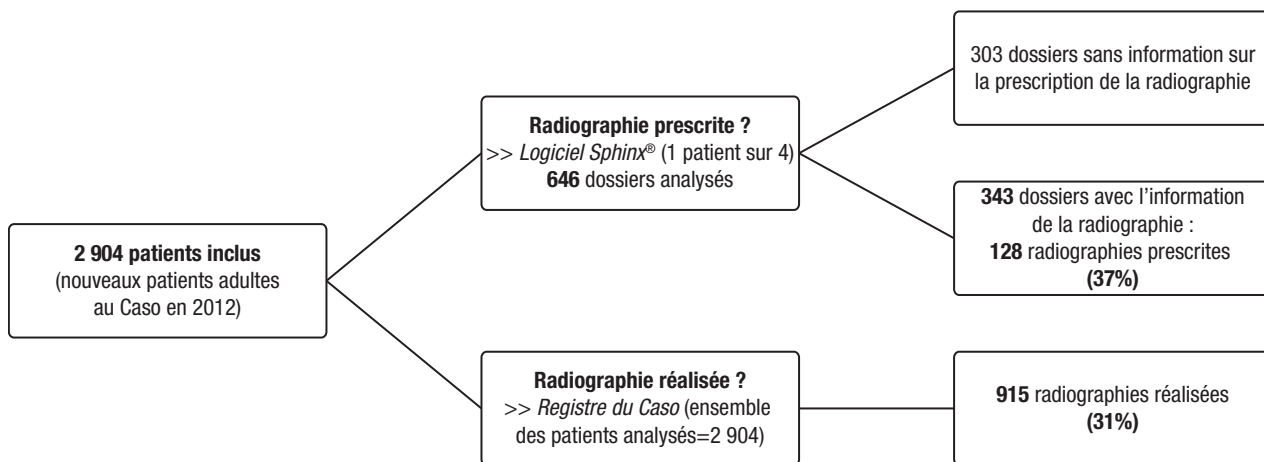 2 904 patients inclus
(nouveaux patients adultes
au Caso en 2012)
Radiographie prescrite ?
>> Logiciel Sphinx® (1 patient sur 4)
646 dossiers analysés
303 dossiers sans information sur
la prescription de la radiographie
343 dossiers avec l’information
de la radiographie :
128 radiographies prescrites
(37%)
Radiographie réalisée ?
>> Registre du Caso (ensemble
des patients analysés=2 904)
915 radiographies réalisées
(31%)